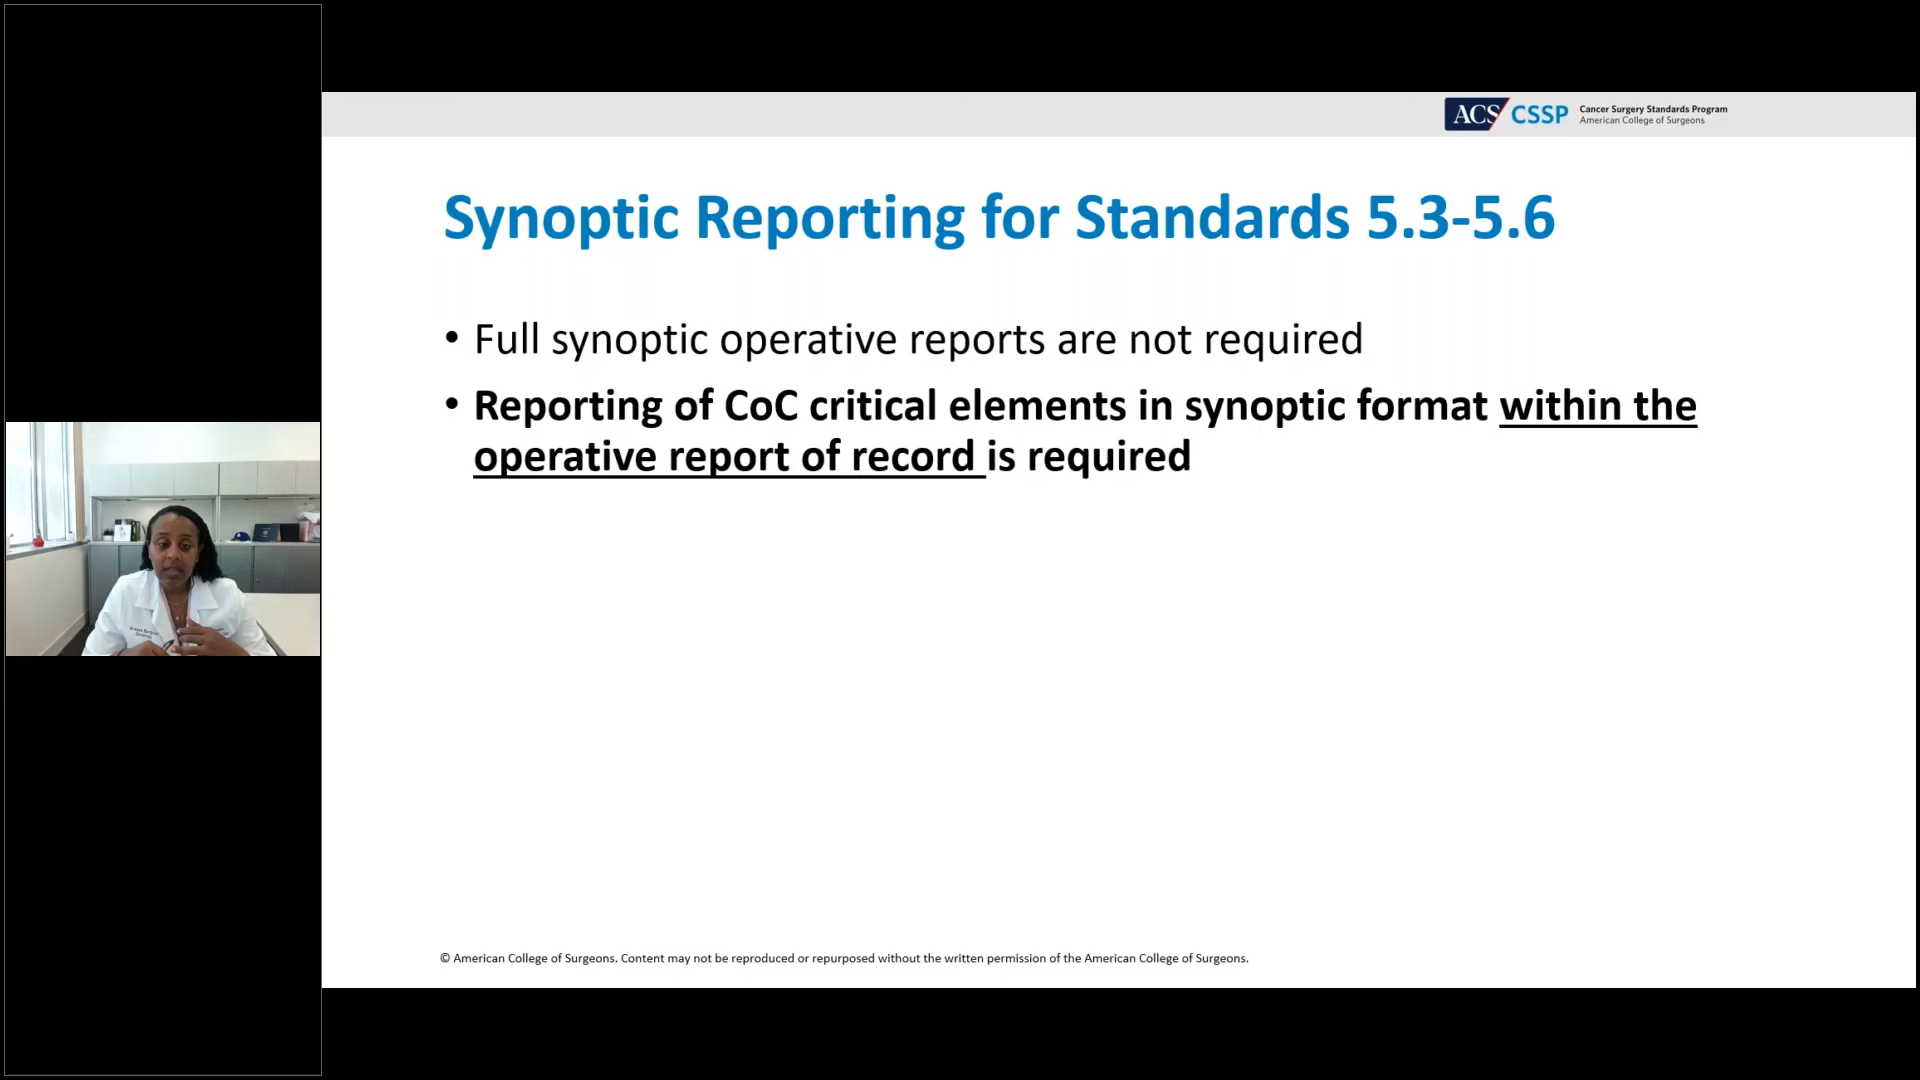 ACS CSSP Cancer Surgery Standards Program
American College of Surgeons
Synoptic Reporting for Standards 5.3-5.6
• Full synoptic operative reports are not required
• Reporting of CoC critical elements in synoptic format within the
operative report of record is required
© American College of Surgeons. Content may not be reproduced or repurposed without the written permission of the American College of Surgeons.